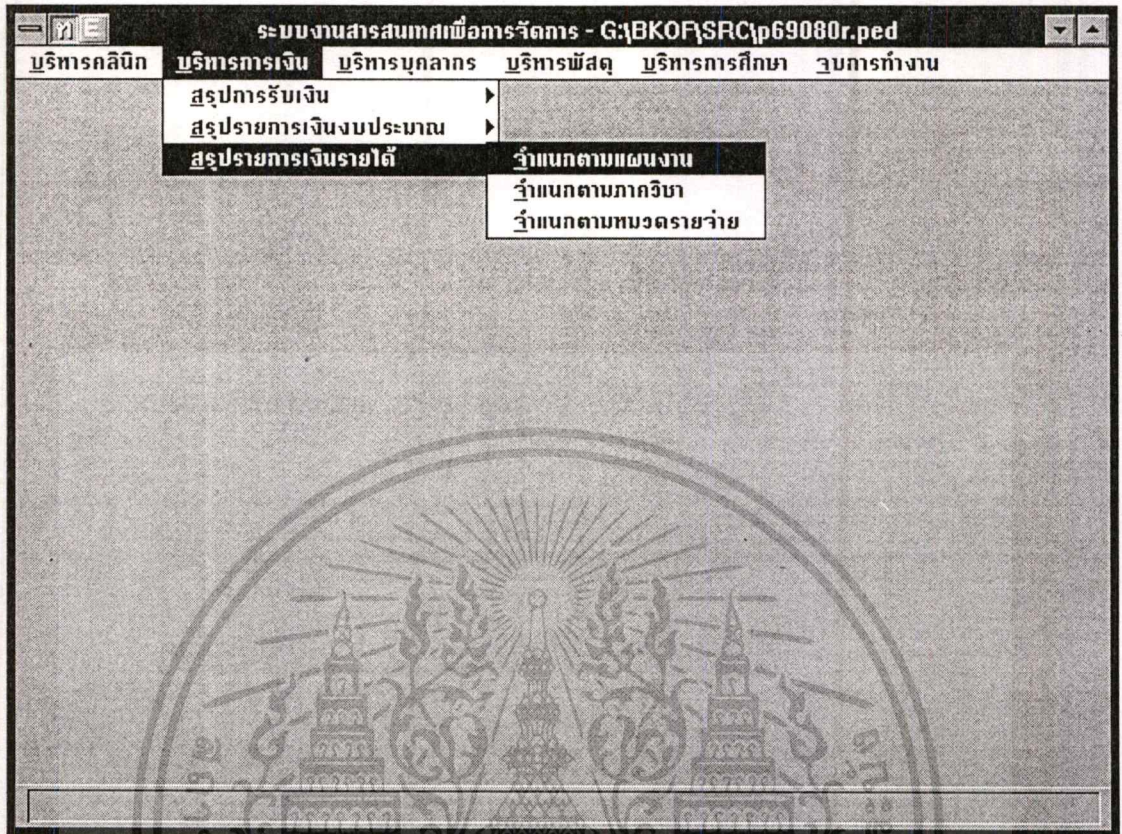 ระบบงานสารสนเทศเพื่อการจัดการ - G:\BKOF\SRC\p69080r.ped
บริหารคลินิก บริหารการเงิน บริหารบุคลากร บริหารพัสดุ บริหารการศึกษา จบการทำงาน
สรุปการรับเงิน
สรุปรายการเงินงบประมาณ
สรุปรายการเงินรายได้ จำแนกตามแผนงาน
จำแนกตามภาควิชา
จำแนกตามหมวดรายจ่าย